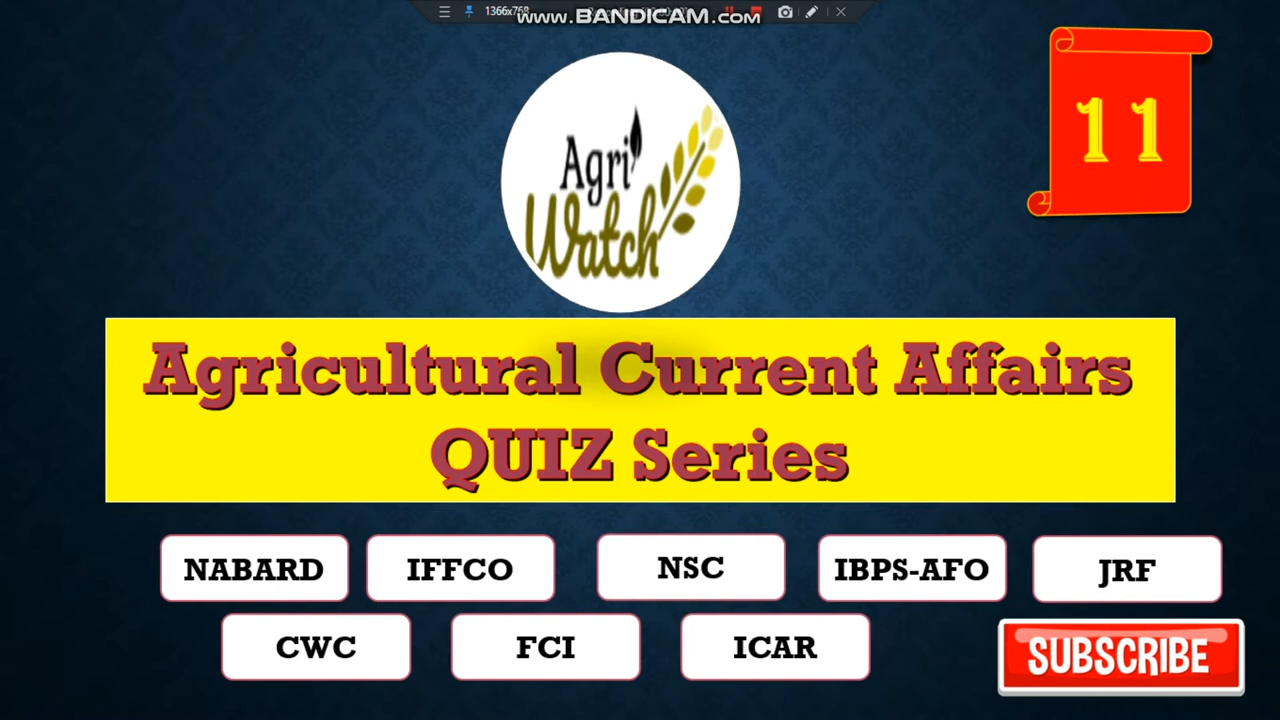 1366x768
www.BANDICAM.com
11
Agri
Watch
Agricultural Current Affairs
QUIZ Series
NABARD
IFFCO
NSC
IBPS-AFO
JRF
CWC
FCI
ICAR
SUBSCRIBE